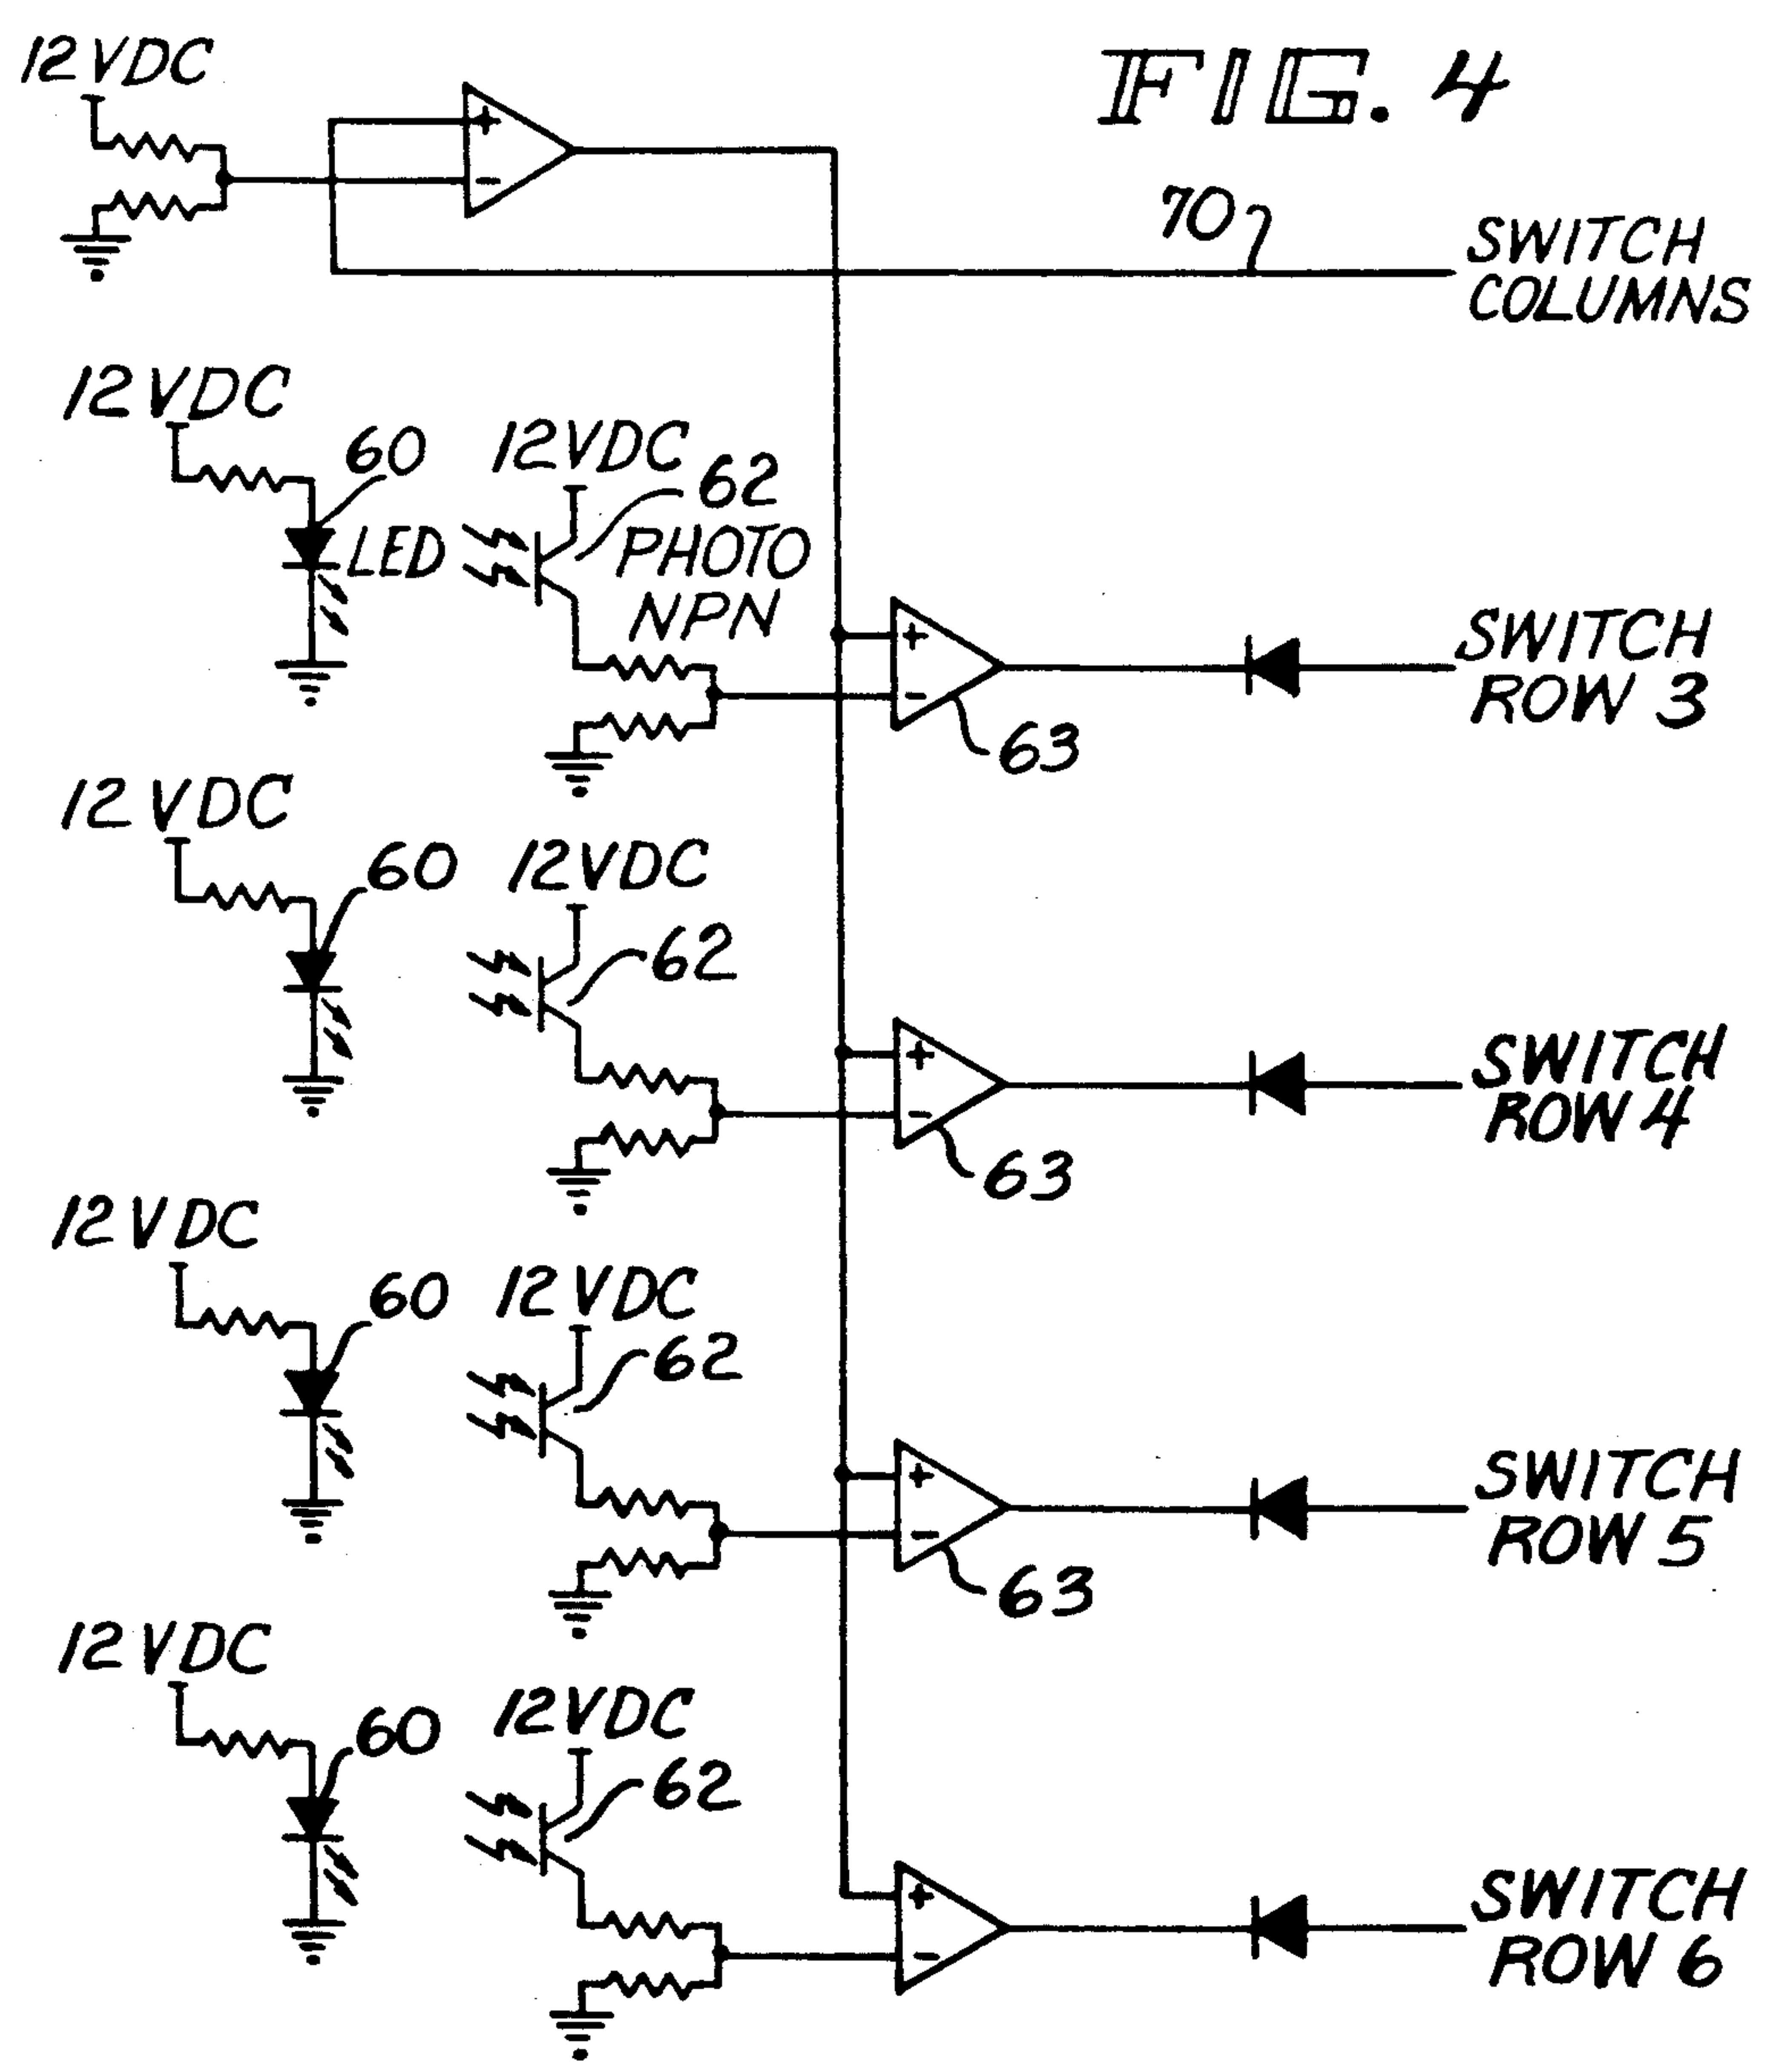 12VDC
FIG. 4
+
-
70
SWITCH
COLUMNS
12VDC
60
LED
12VDC
62
PHOTO
NPN
+
-
63
SWITCH
ROW 3
12VDC
60
12VDC
62
+
-
63
SWITCH
ROW 4
12VDC
60
12VDC
62
+
-
63
SWITCH
ROW 5
12VDC
60
12VDC
62
+
-
SWITCH
ROW 6